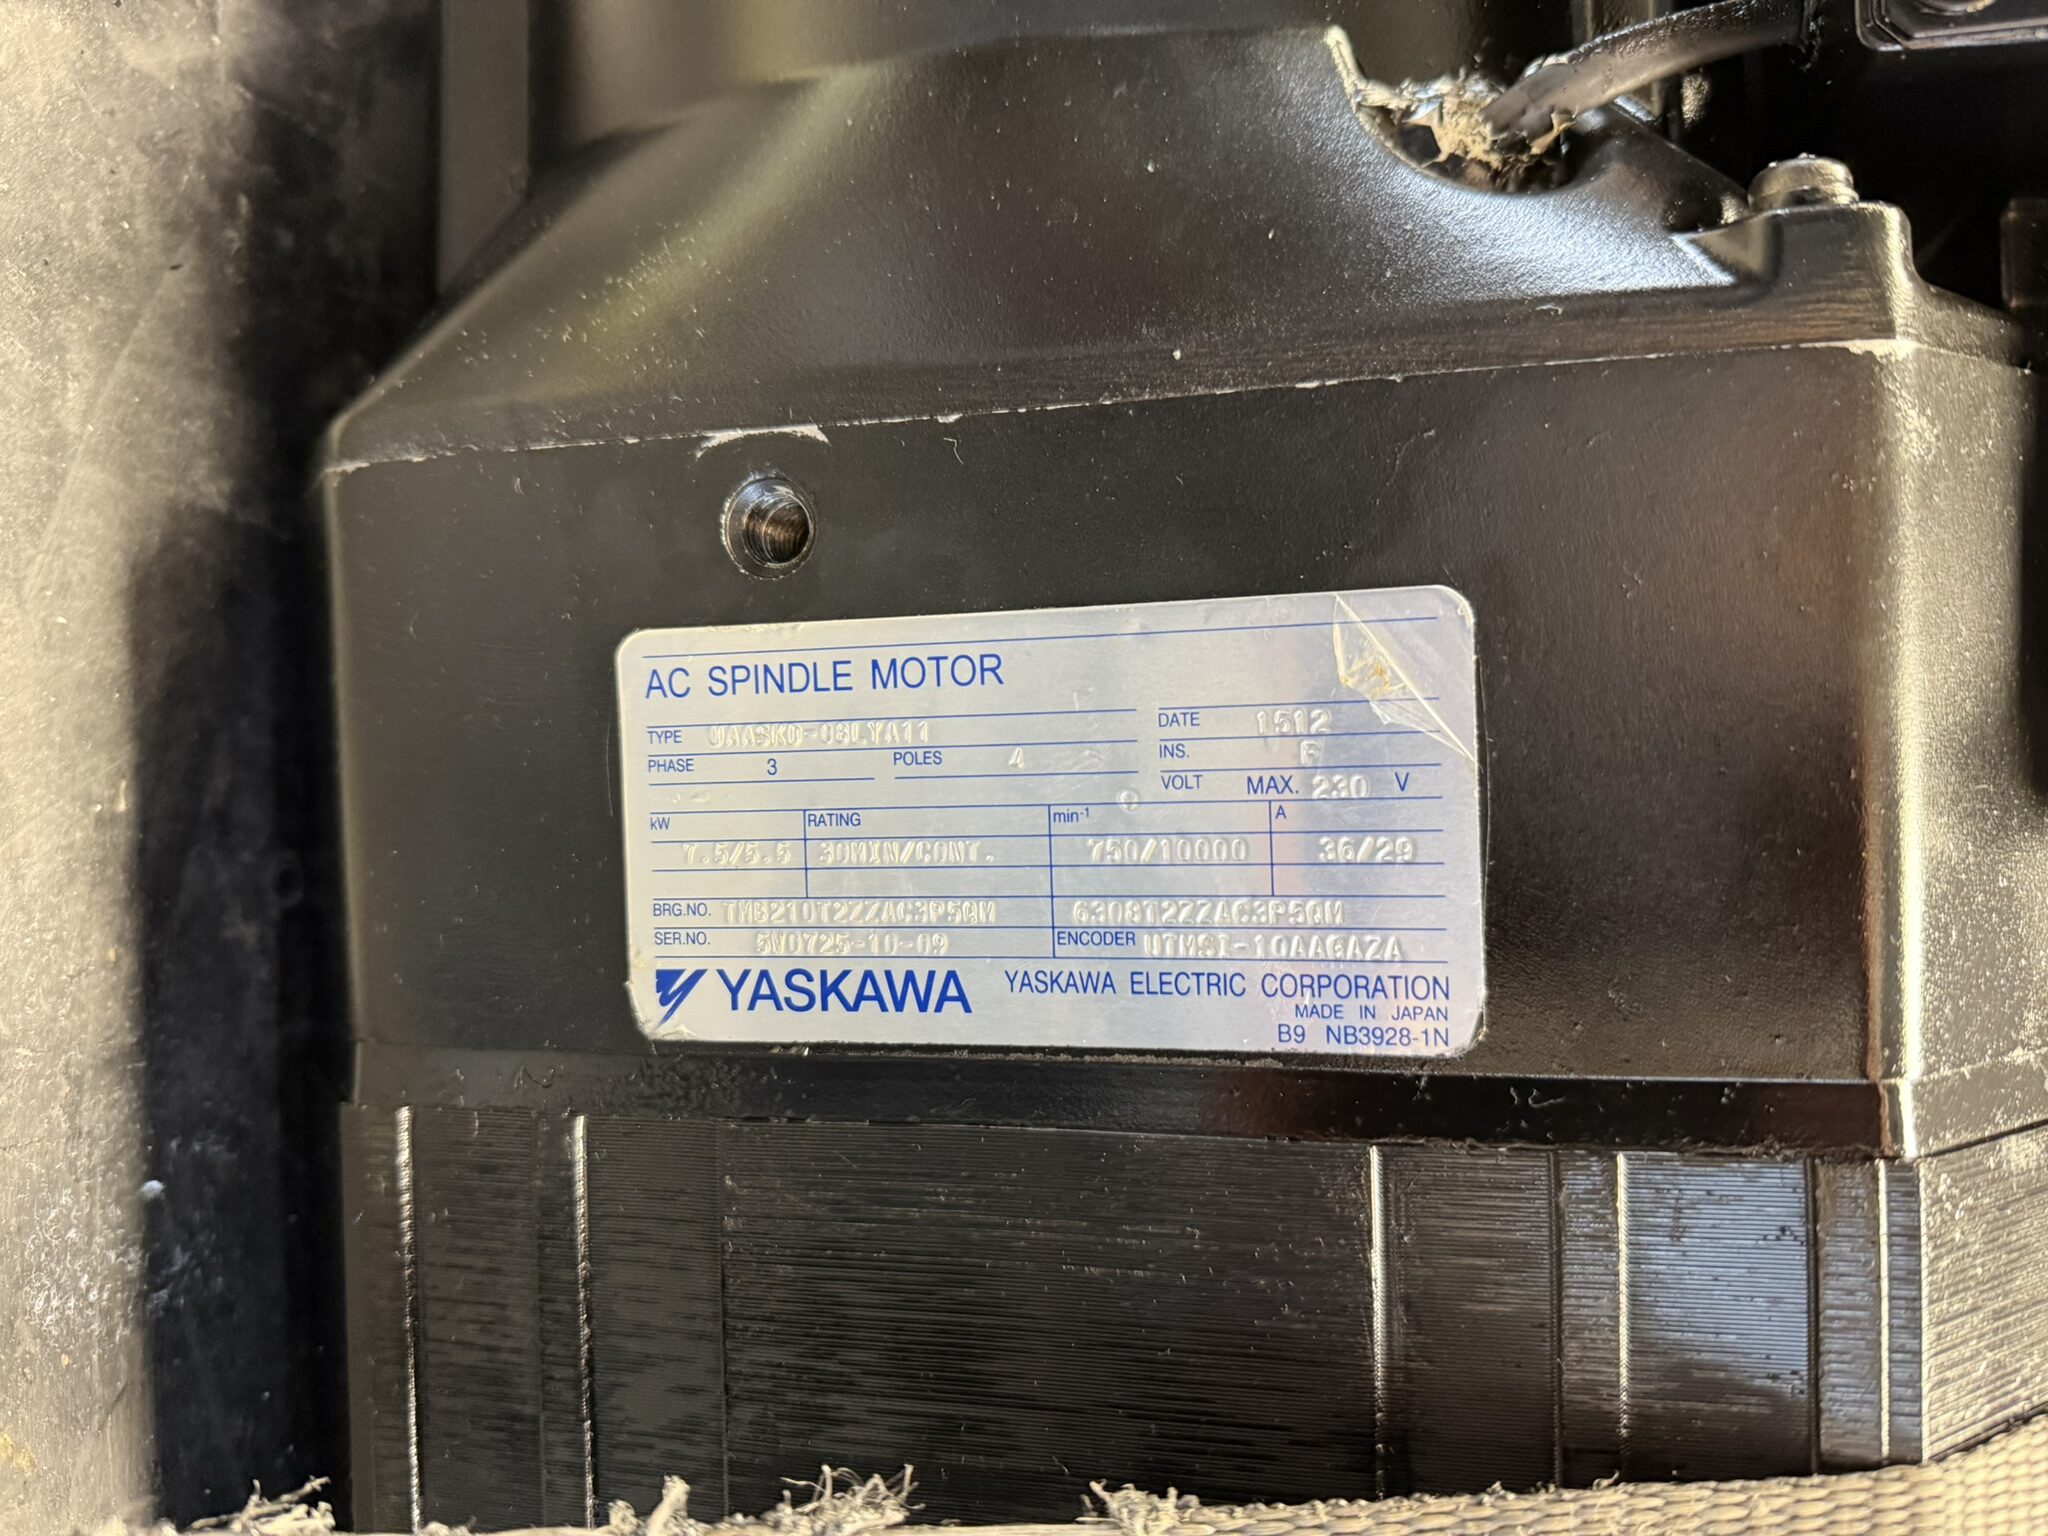 AC SPINDLE MOTOR
TYPE UAASKD-08LYA11 DATE 1512
PHASE 3 POLES 4 INS. F
VOLT MAX. 230 V
kW RATING min-1 A
7.5/5.5 30MIN/CONT. 750/10000 36/29
BRG.NO. TMB210T2ZZAC3P5QM 6308T2ZZAC3P5QM
SER.NO. 5W0725-10-09 ENCODER UTMSI-10AAGAZA
YASKAWA YASKAWA ELECTRIC CORPORATION
MADE IN JAPAN
B9 NB3928-1N